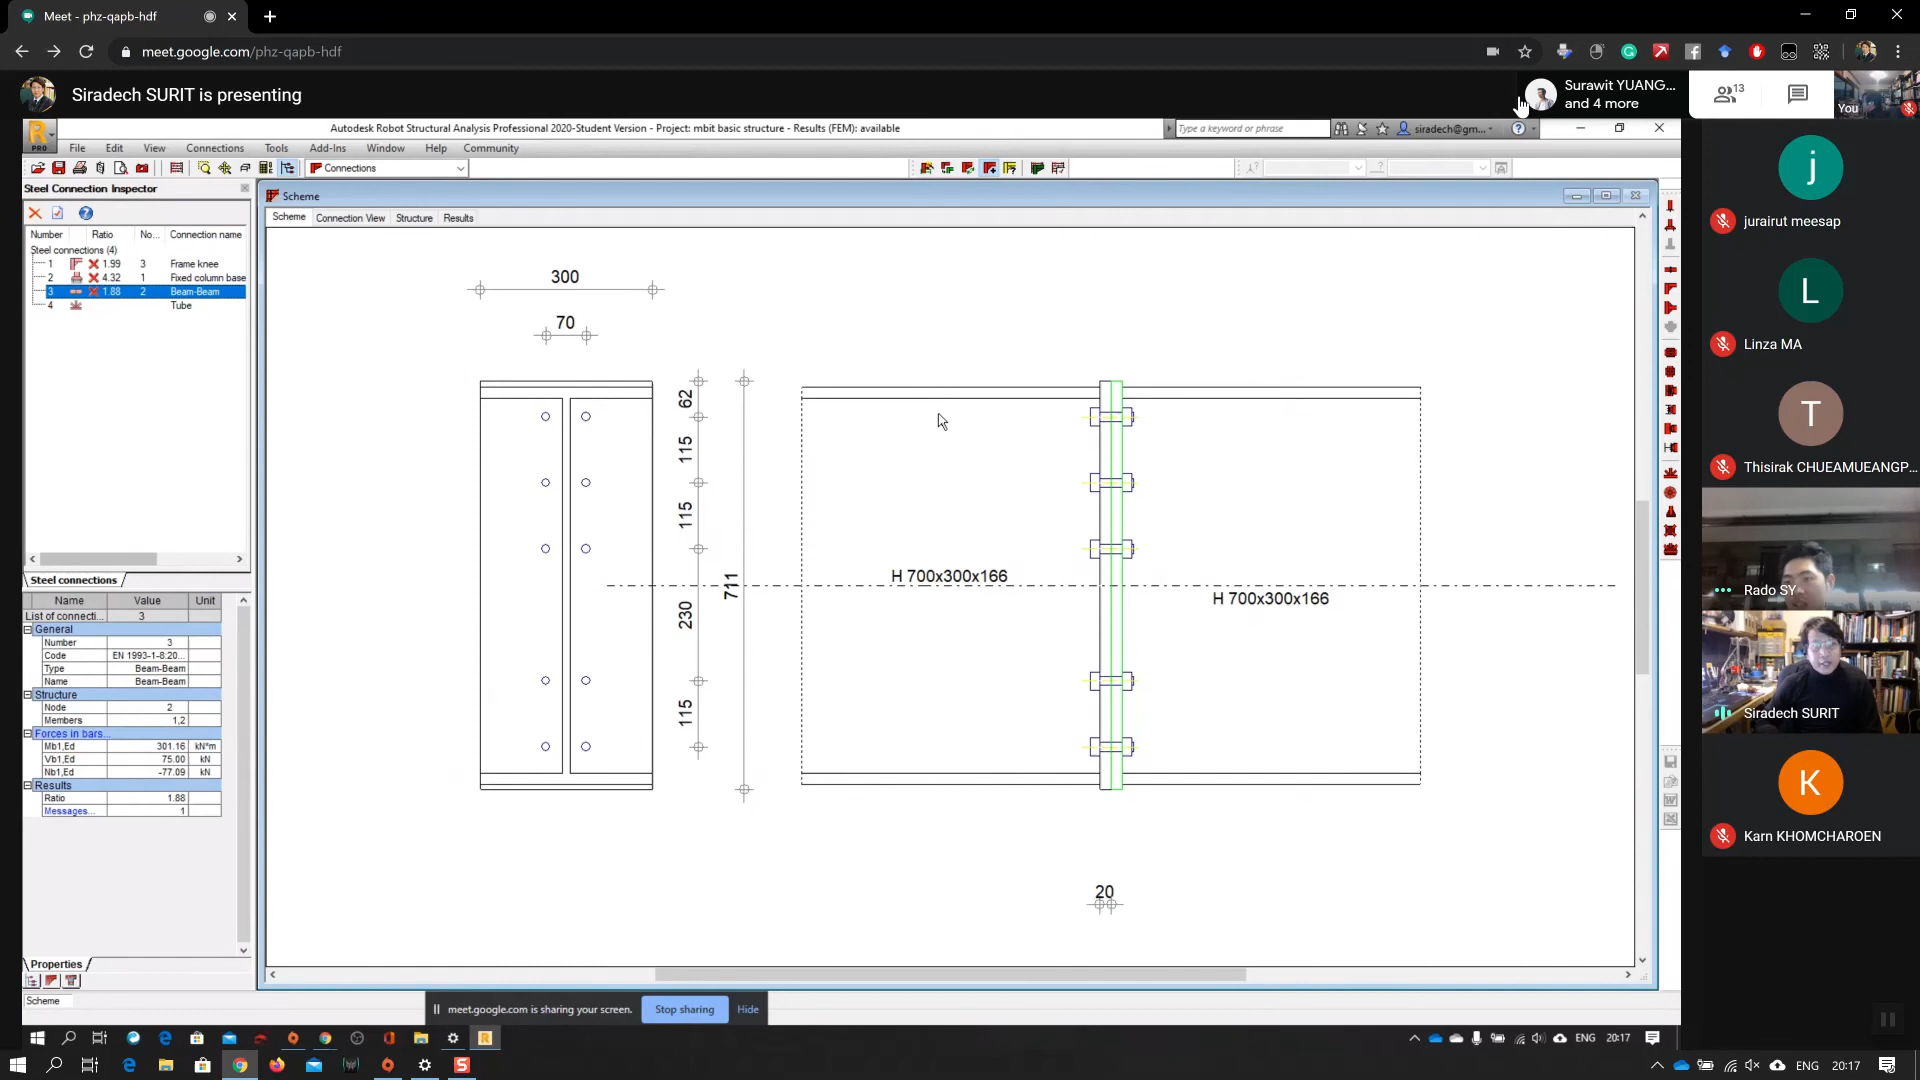 Meet - phz-qapb-hdf
meet.google.com/phz-qapb-hdf
Siradech SURIT is presenting
Surawit YUANG...
and 4 more
13
You
PRO
Autodesk Robot Structural Analysis Professional 2020-Student Version - Project: mbit basic structure - Results (FEM): available
Type a keyword or phrase
siradech@gm...
File Edit View Connections Tools Add-Ins Window Help Community
Connections
Steel Connection Inspector
Number Ratio No... Connection name
Steel connections (4)
1 1.99 3 Frame knee
2 4.32 1 Fixed column base
3 1.88 2 Beam-Beam
4 Tube
Steel connections
Name Value Unit
List of connecti... 3
General
Number 3
Code EN 1993-1-8:20...
Type Beam-Beam
Name Beam-Beam
Structure
Node 2
Members 1,2
Forces in bars...
Mb1,Ed 301.16 kN*m
Vb1,Ed 75.00 kN
Nb1,Ed -77.09 kN
Results
Ratio 1.88
Messages... 1
Properties
Scheme
Scheme
Scheme Connection View Structure Results
300
70
62
115
115
230
115
711
H 700x300x166
H 700x300x166
20
meet.google.com is sharing your screen.
Stop sharing
Hide
ENG 20:17
ENG 20:17
j
jurairut meesap
L
Linza MA
T
Thisirak CHUEAMUEANGP...
Rado SY
Siradech SURIT
K
Karn KHOMCHAROEN